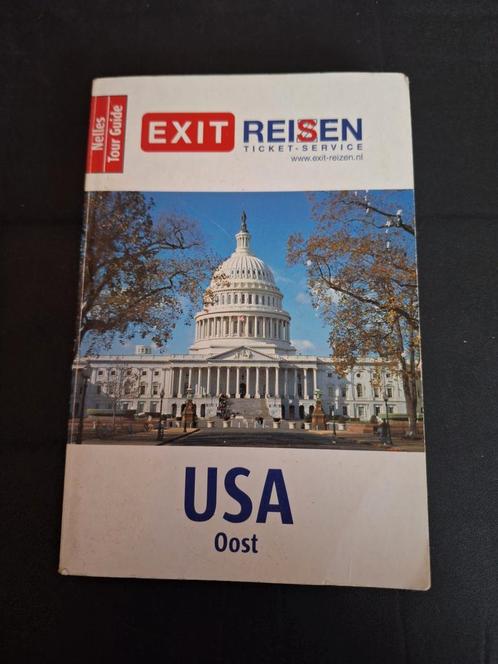 Nelles
Tour Guide
EXIT REISEN
TICKET-SERVICE
www.exit-reizen.nl
USA
Oost